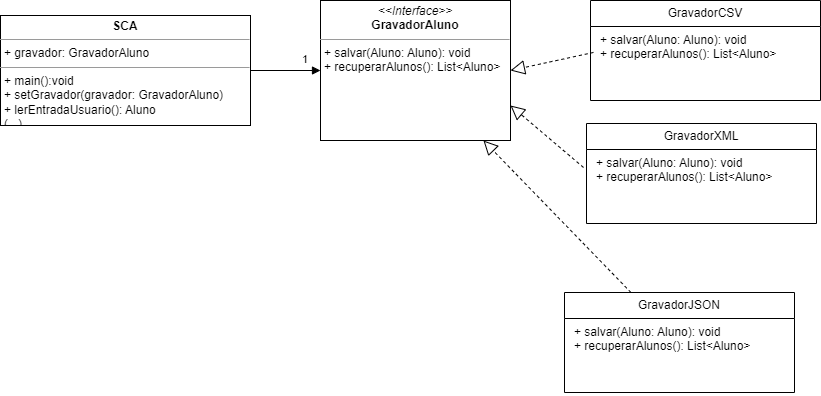 SCA
+ gravador: GravadorAluno
+ main():void
+ setGravador(gravador: GravadorAluno)
+ lerEntradaUsuario(): Aluno
(...)
1
<<Interface>>
GravadorAluno
+ salvar(Aluno: Aluno): void
+ recuperarAlunos(): List<Aluno>
GravadorCSV
+ salvar(Aluno: Aluno): void
+ recuperarAlunos(): List<Aluno>
GravadorXML
+ salvar(Aluno: Aluno): void
+ recuperarAlunos(): List<Aluno>
GravadorJSON
+ salvar(Aluno: Aluno): void
+ recuperarAlunos(): List<Aluno>